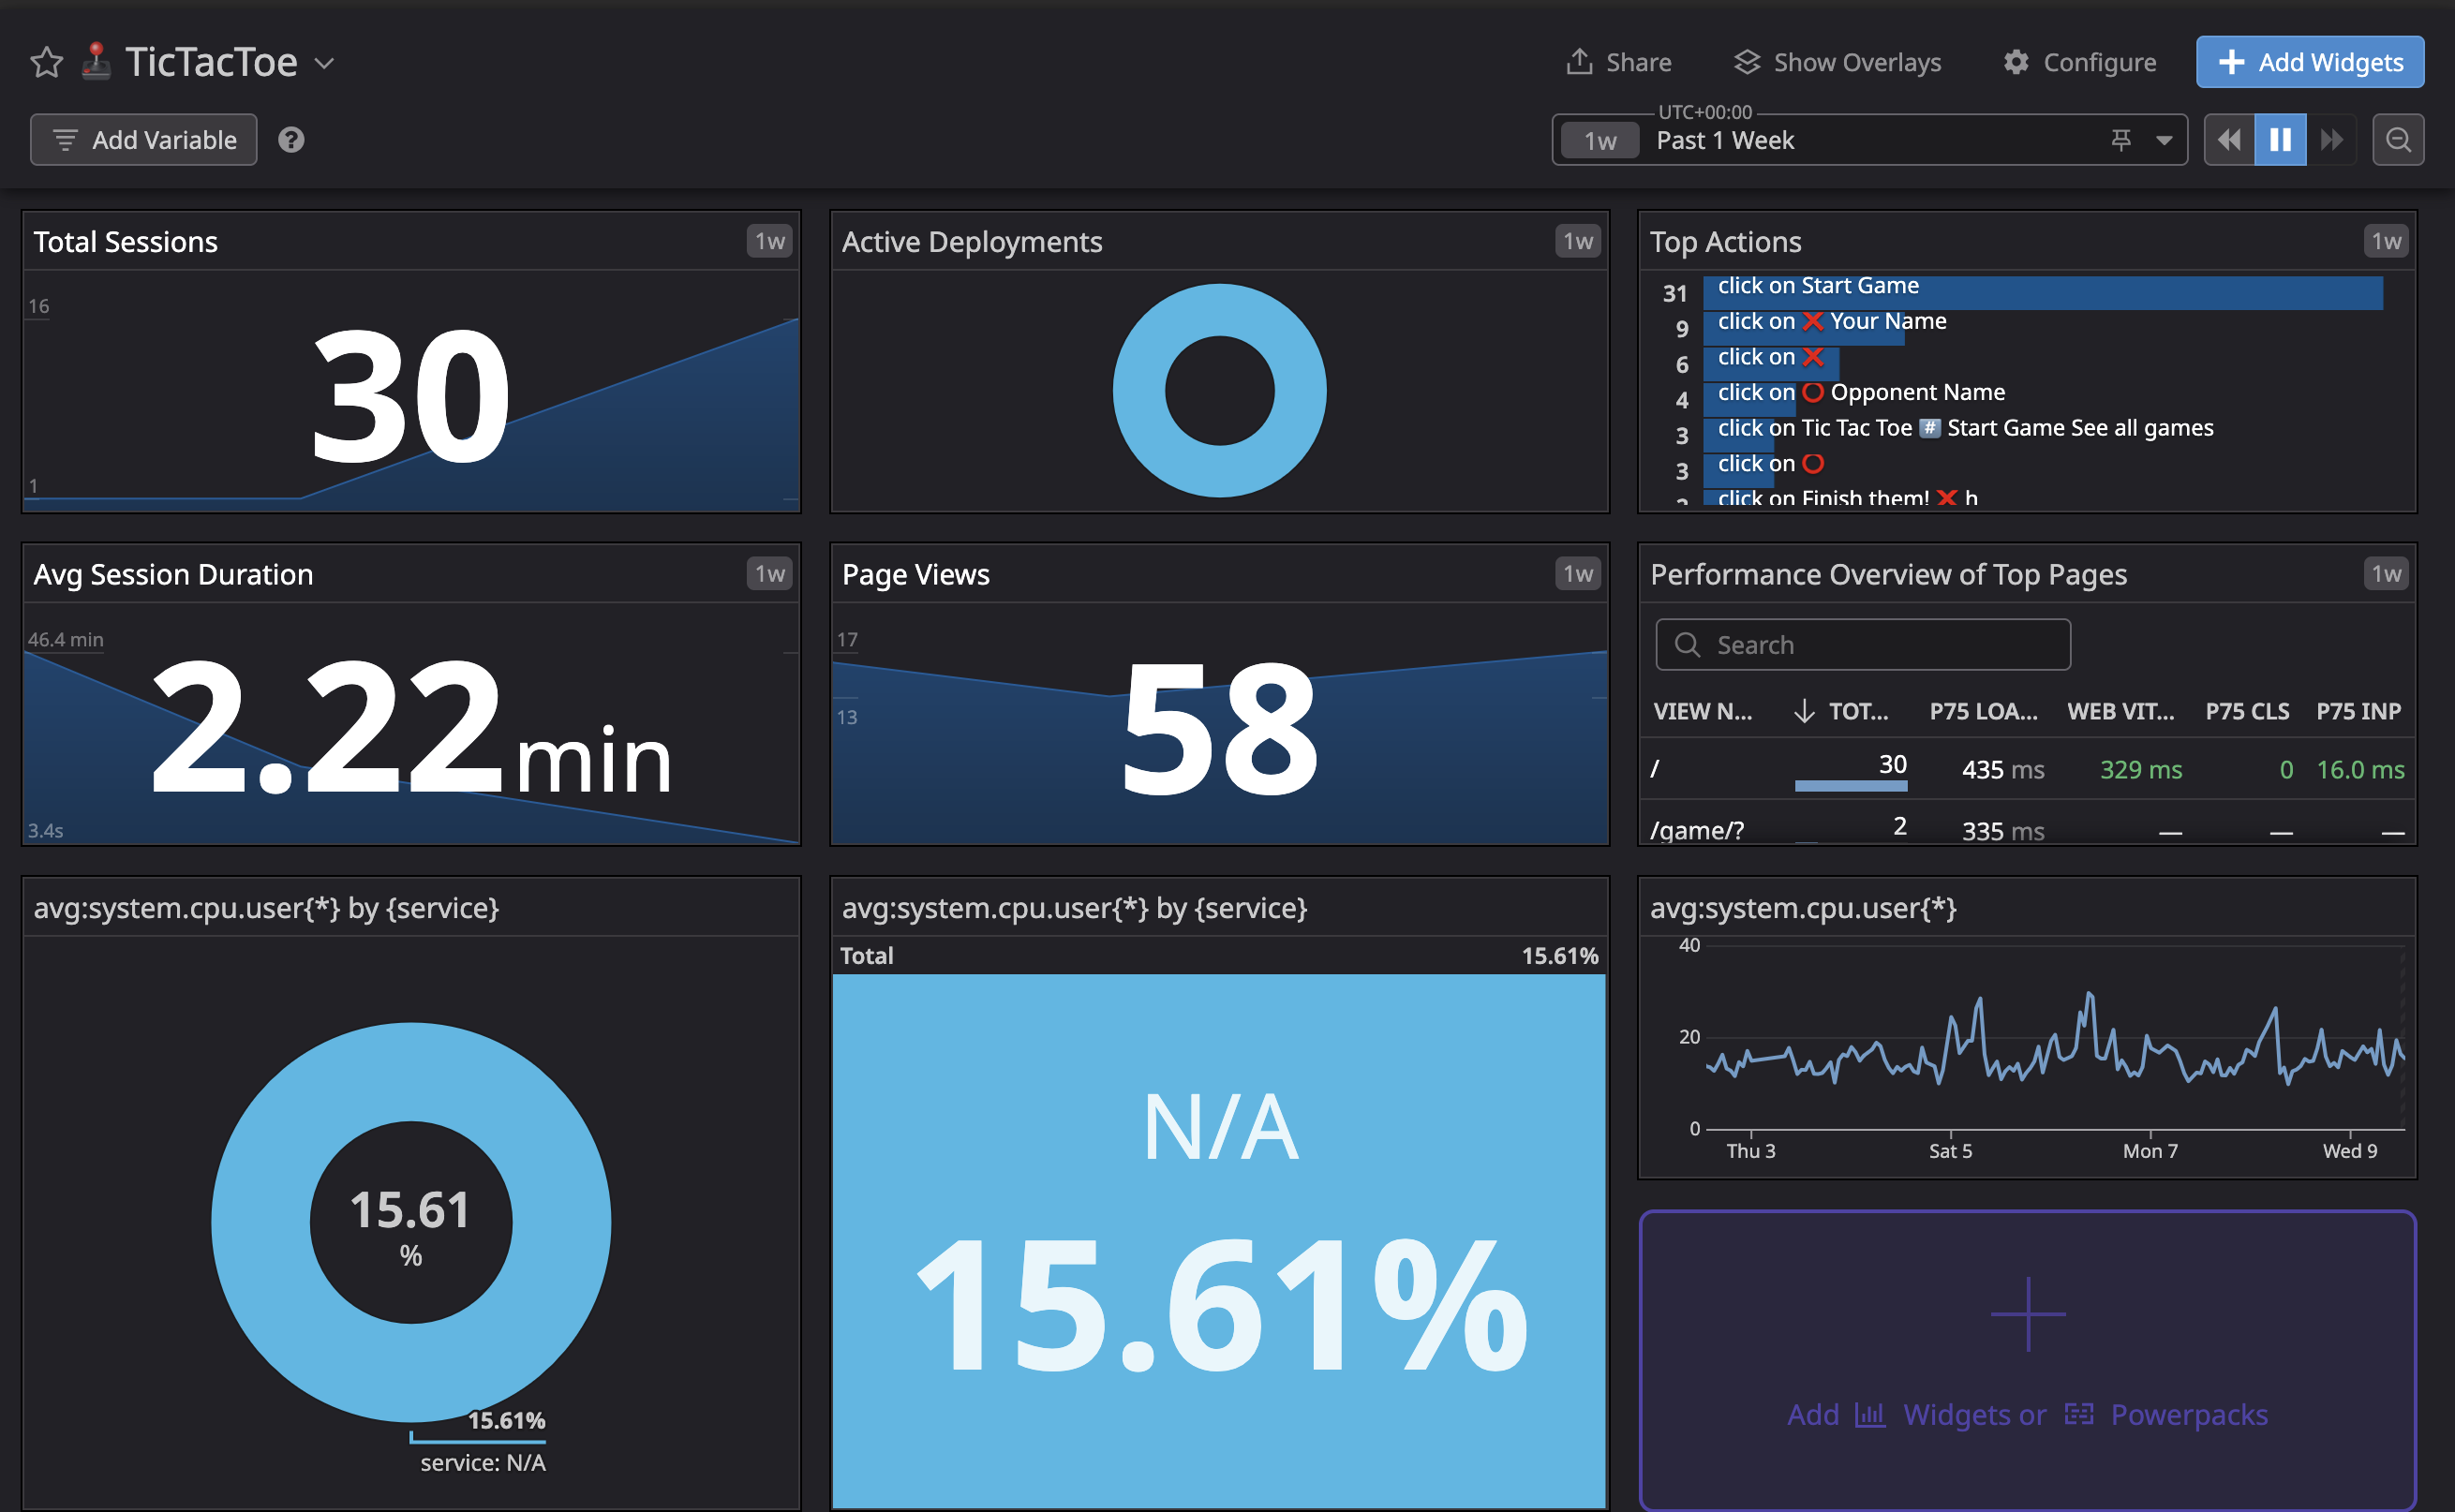 TicTacToe
Share
Show Overlays
Configure
Add Widgets
Add Variable
?
UTC+00:00
1w Past 1 Week
Total Sessions 1w
16
30
1
Active Deployments 1w
Top Actions 1w
31 click on Start Game
9 click on ❌ Your Name
6 click on ❌
4 click on ⭕ Opponent Name
3 click on Tic Tac Toe #️⃣ Start Game See all games
3 click on ⭕
click on Finish them! ❌ h
Avg Session Duration 1w
46.4 min
2.22 min
3.4s
Page Views 1w
17
58
13
Performance Overview of Top Pages 1w
Search
VIEW N... ↓ TOT... P75 LOA... WEB VIT... P75 CLS P75 INP
/ 30 435 ms 329 ms 0 16.0 ms
/game/? 2 335 ms — — —
avg:system.cpu.user{*} by {service}
15.61
%
15.61%
service: N/A
avg:system.cpu.user{*} by {service}
Total 15.61%
N/A
15.61%
avg:system.cpu.user{*}
40
20
0
Thu 3 Sat 5 Mon 7 Wed 9
Add Widgets or Powerpacks